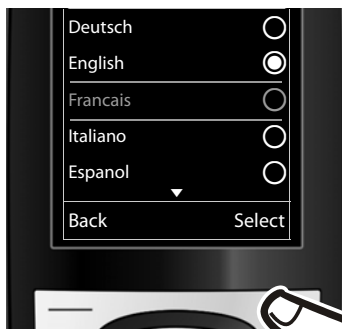 Deutsch
English
Francais
Italiano
Espanol
Back Select